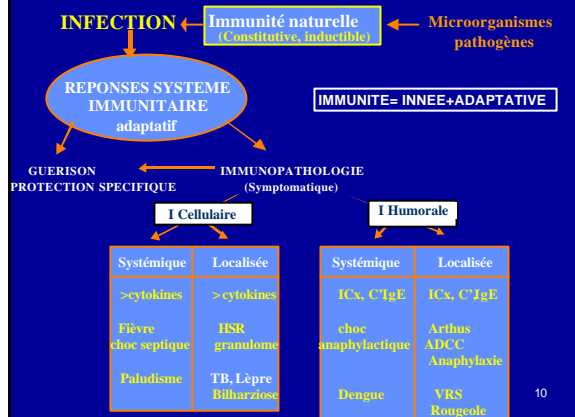 INFECTION
Immunité naturelle
(Constitutive, inductible)
Microorganismes
pathogènes
REPONSES SYSTEME
IMMUNITAIRE
adaptatif
IMMUNITE= INNEE+ADAPTATIVE
GUERISON
PROTECTION SPECIFIQUE
IMMUNOPATHOLOGIE
(Symptomatique)
I Cellulaire
I Humorale
Systémique
Localisée
>cytokines
>cytokines
Fièvre
choc septique
HSR
granulome
Paludisme
TB, Lèpre
Bilharziose
Systémique
Localisée
ICx, C', IgE
ICx, C', IgE
choc
anaphylactique
Arthus
ADCC
Anaphylaxie
Dengue
VRS
Rougeole
10